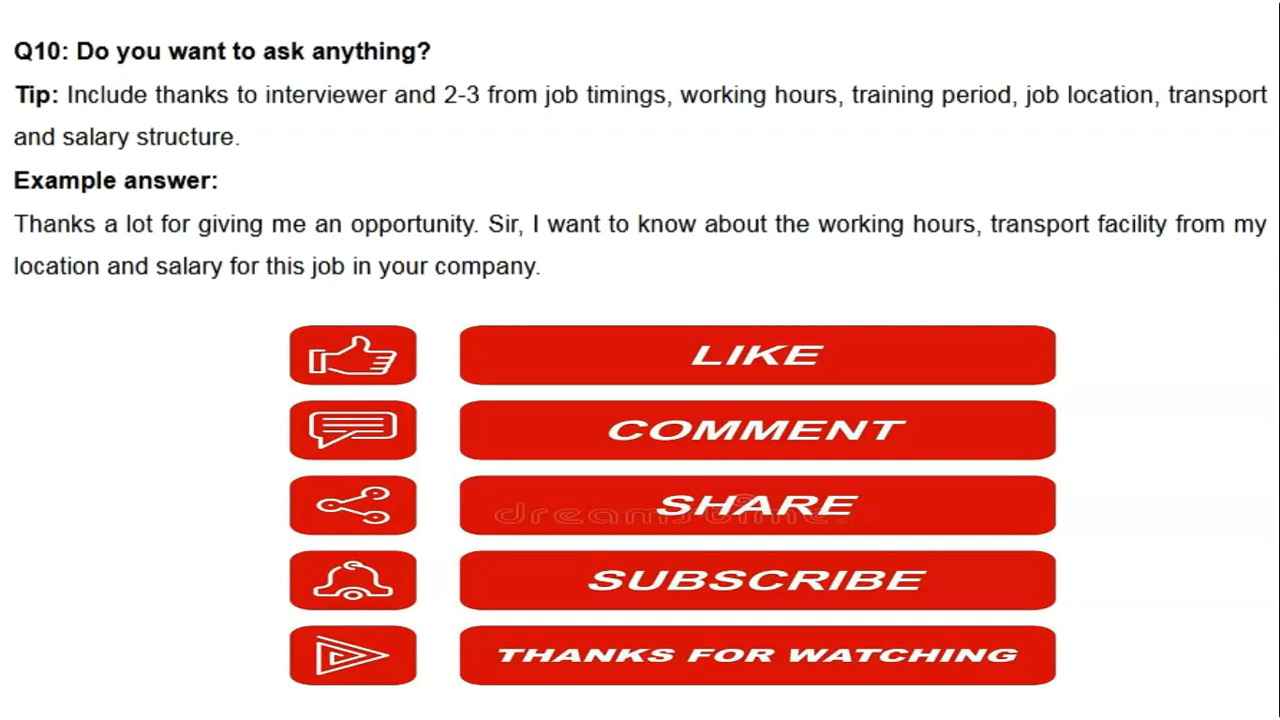 Q10: Do you want to ask anything?
Tip: Include thanks to interviewer and 2-3 from job timings, working hours, training period, job location, transport
and salary structure.
Example answer:
Thanks a lot for giving me an opportunity. Sir, I want to know about the working hours, transport facility from my
location and salary for this job in your company.
LIKE
COMMENT
SHARE
dreamstime.
SUBSCRIBE
THANKS FOR WATCHING